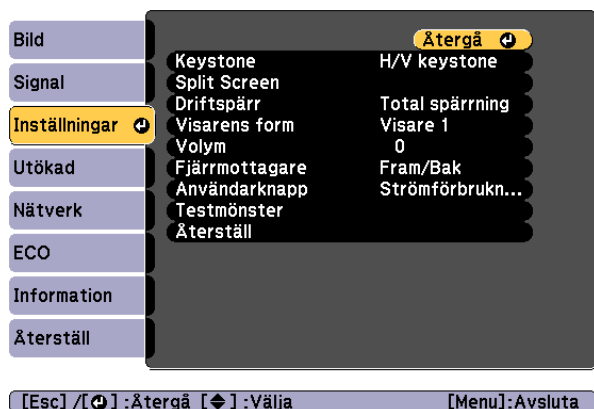 Bild
Signal
Inställningar
Utökad
Nätverk
ECO
Information
Återställ
Återgå
Keystone H/V keystone
Split Screen
Driftspärr Total spärrning
Visarens form Visare 1
Volym 0
Fjärrmottagare Fram/Bak
Användarknapp Strömförbrukn...
Testmönster
Återställ
[Esc] /[ ] :Återgå [ ] :Välja [Menu]:Avsluta